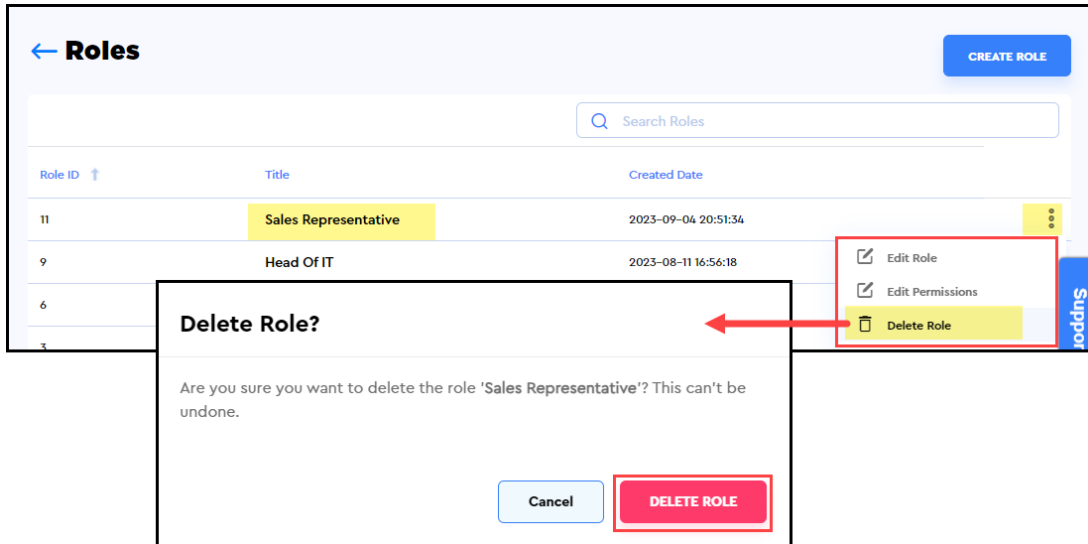 ← Roles
CREATE ROLE
Search Roles
Role ID ↑ Title Created Date
11 Sales Representative 2023-09-04 20:51:34
9 Head Of IT 2023-08-11 16:56:18
Edit Role
6
Edit Permissions
Delete Role
3
Suppor
Delete Role?
Are you sure you want to delete the role 'Sales Representative'? This can't be
undone.
Cancel DELETE ROLE